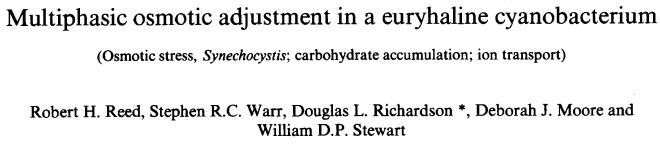 Multiphasic osmotic adjustment in a euryhaline cyanobacterium
(Osmotic stress, Synechocystis; carbohydrate accumulation; ion transport)
Robert H. Reed, Stephen R.C. Warr, Douglas L. Richardson *, Deborah J. Moore and
William D.P. Stewart